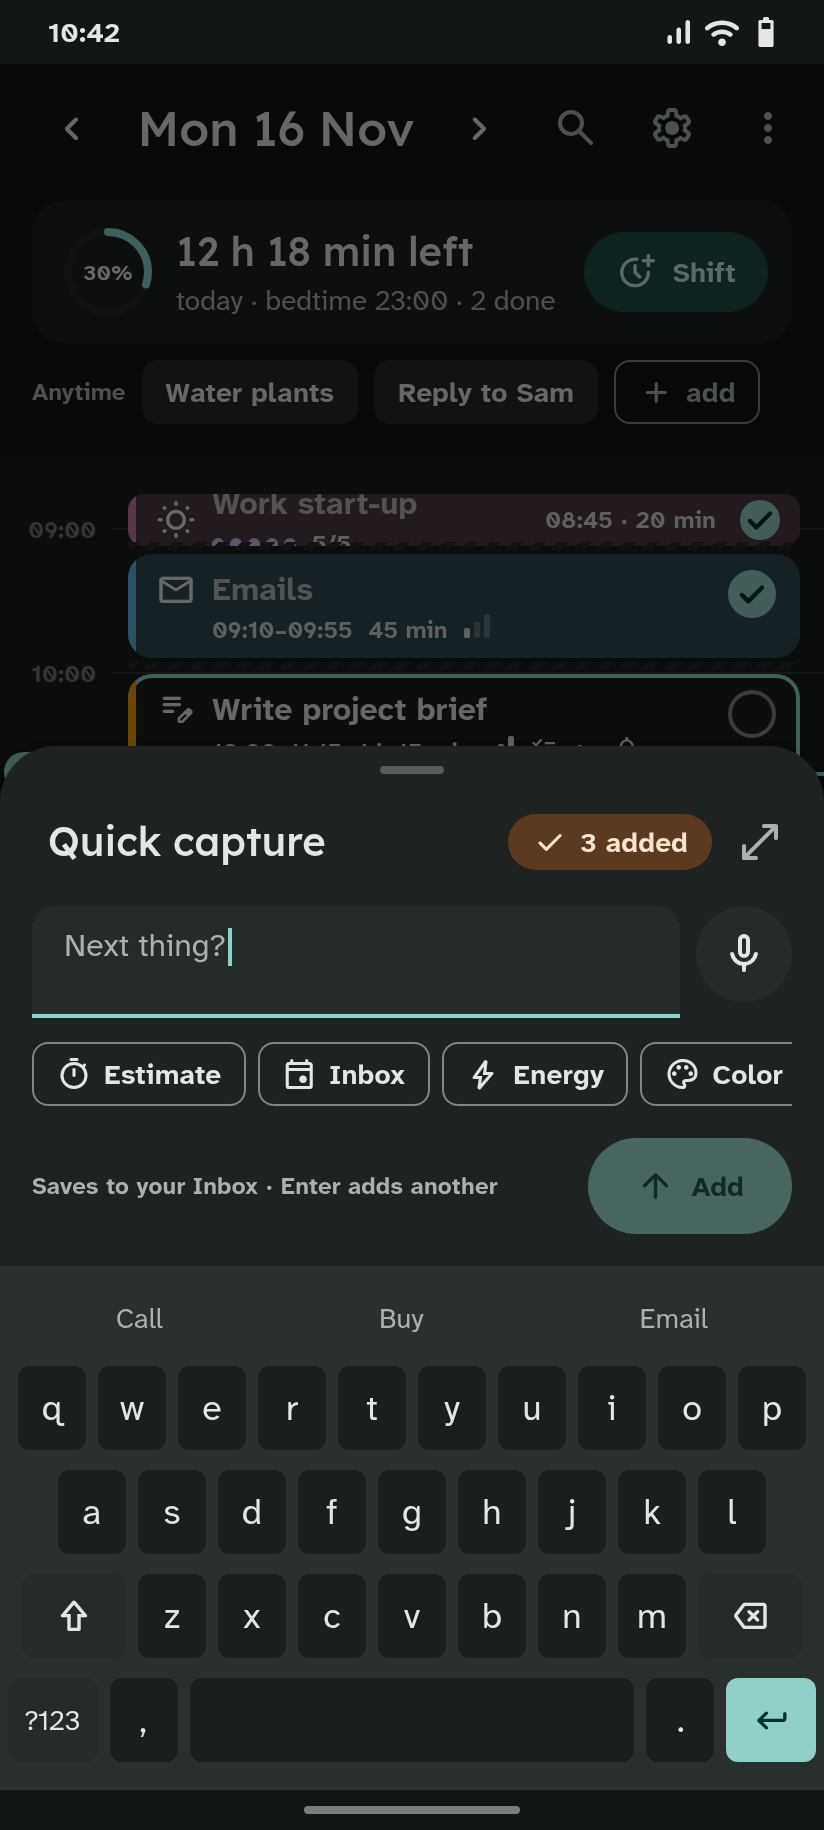 10:42
Mon 16 Nov
30%
12 h 18 min left
today · bedtime 23:00 · 2 done
Shift
Anytime
Water plants
Reply to Sam
add
09:00
Work start-up
5/5
08:45 · 20 min
Emails
09:10–09:55 45 min
10:00
Write project brief
Quick capture
3 added
Next thing?
Estimate
Inbox
Energy
Color
Saves to your Inbox · Enter adds another
Add
Call Buy Email
q w e r t y u i o p
a s d f g h j k l
z x c v b n m
?123 , .